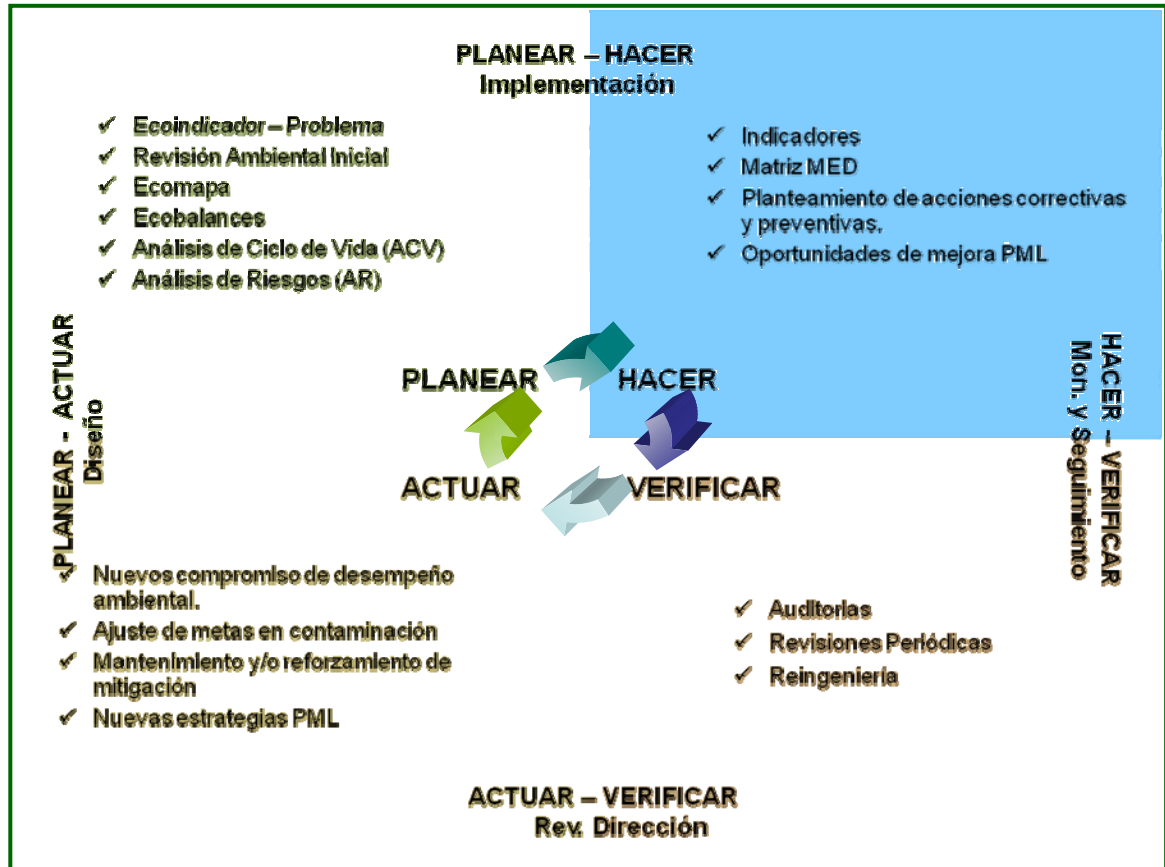 PLANEAR – HACER
Implementación
✓ Ecoindicador – Problema
✓ Revisión Ambiental Inicial
✓ Ecomapa
✓ Ecobalances
✓ Análisis de Ciclo de Vida (ACV)
✓ Análisis de Riesgos (AR)
✓ Indicadores
✓ Matriz MED
✓ Planteamiento de acciones correctivas
y preventivas.
✓ Oportunidades de mejora PML
PLANEAR - ACTUAR
Diseño
PLANEAR
HACER
ACTUAR
VERIFICAR
HACER – VERIFICAR
Mon. y Seguimiento
✓ Nuevos compromiso de desempeño
ambiental.
✓ Ajuste de metas en contaminación
✓ Mantenimiento y/o reforzamiento de
mitigación
✓ Nuevas estrategias PML
✓ Auditorias
✓ Revisiones Periódicas
✓ Reingeniería
ACTUAR – VERIFICAR
Rev. Dirección